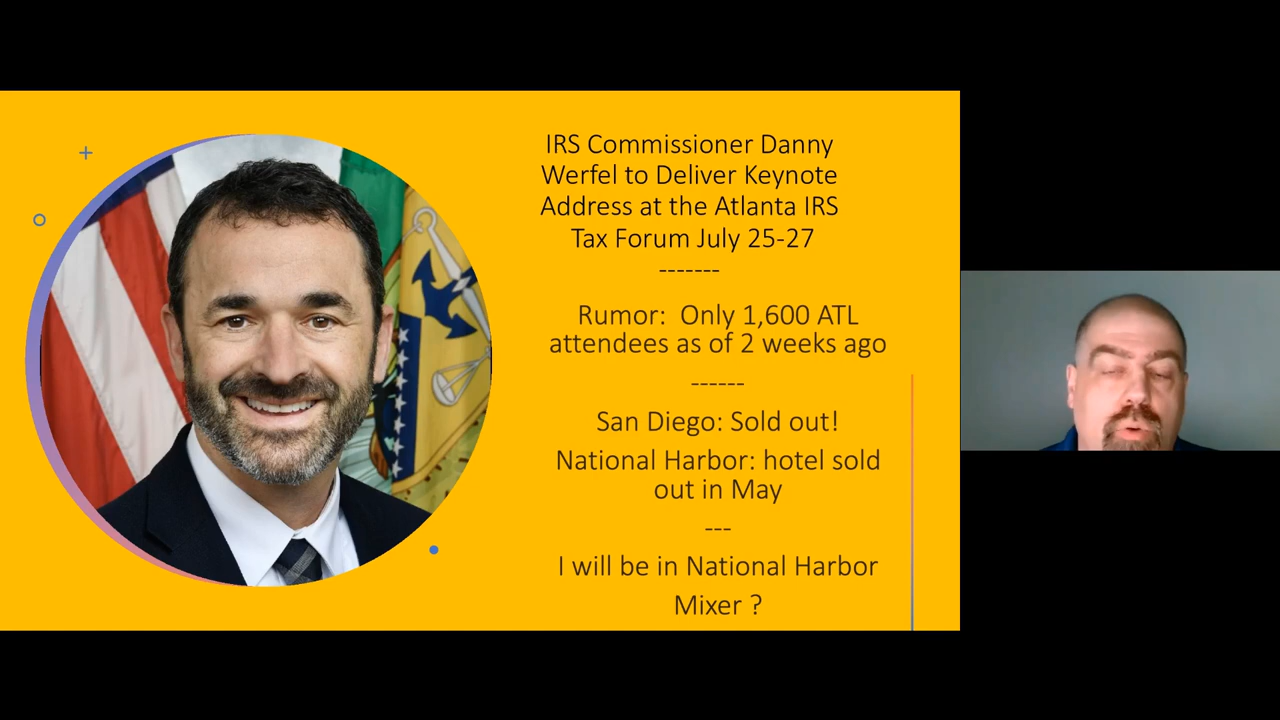 IRS Commissioner Danny
Werfel to Deliver Keynote
Address at the Atlanta IRS
Tax Forum July 25-27
-------
Rumor:  Only 1,600 ATL
attendees as of 2 weeks ago
------
San Diego: Sold out!
National Harbor: hotel sold
out in May
---
I will be in National Harbor
Mixer ?